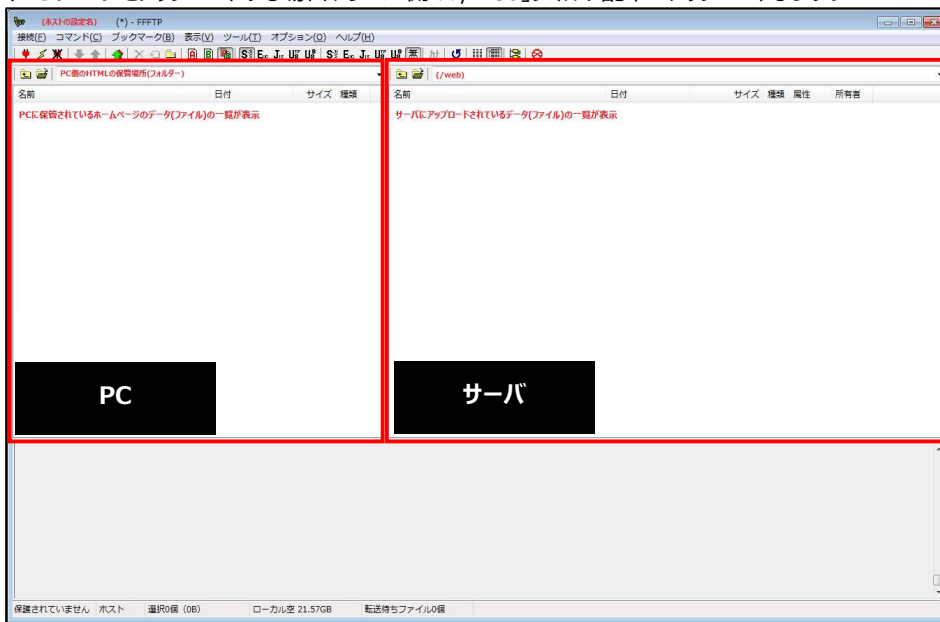 (ホストの設定名) (*) - FFFTP
接続(F) コマンド(C) ブックマーク(B) 表示(V) ツール(T) オプション(O) ヘルプ(H)
PC側のHTMLの保管場所(フォルダー)
(/web)
名前 日付 サイズ 種類
名前 日付 サイズ 種類 属性 所有者
PCに保管されているホームページのデータ(ファイル)の一覧が表示
サーバにアップロードされているデータ(ファイル)の一覧が表示
PC
サーバ
保護されていません ホスト 選択0個 (0B) ローカル空 21.57GB 転送待ちファイル0個